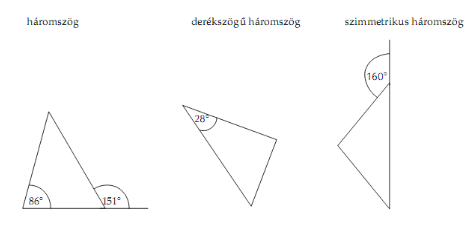 háromszög
derékszögű háromszög
szimmetrikus háromszög
86°
151°
28°
160°